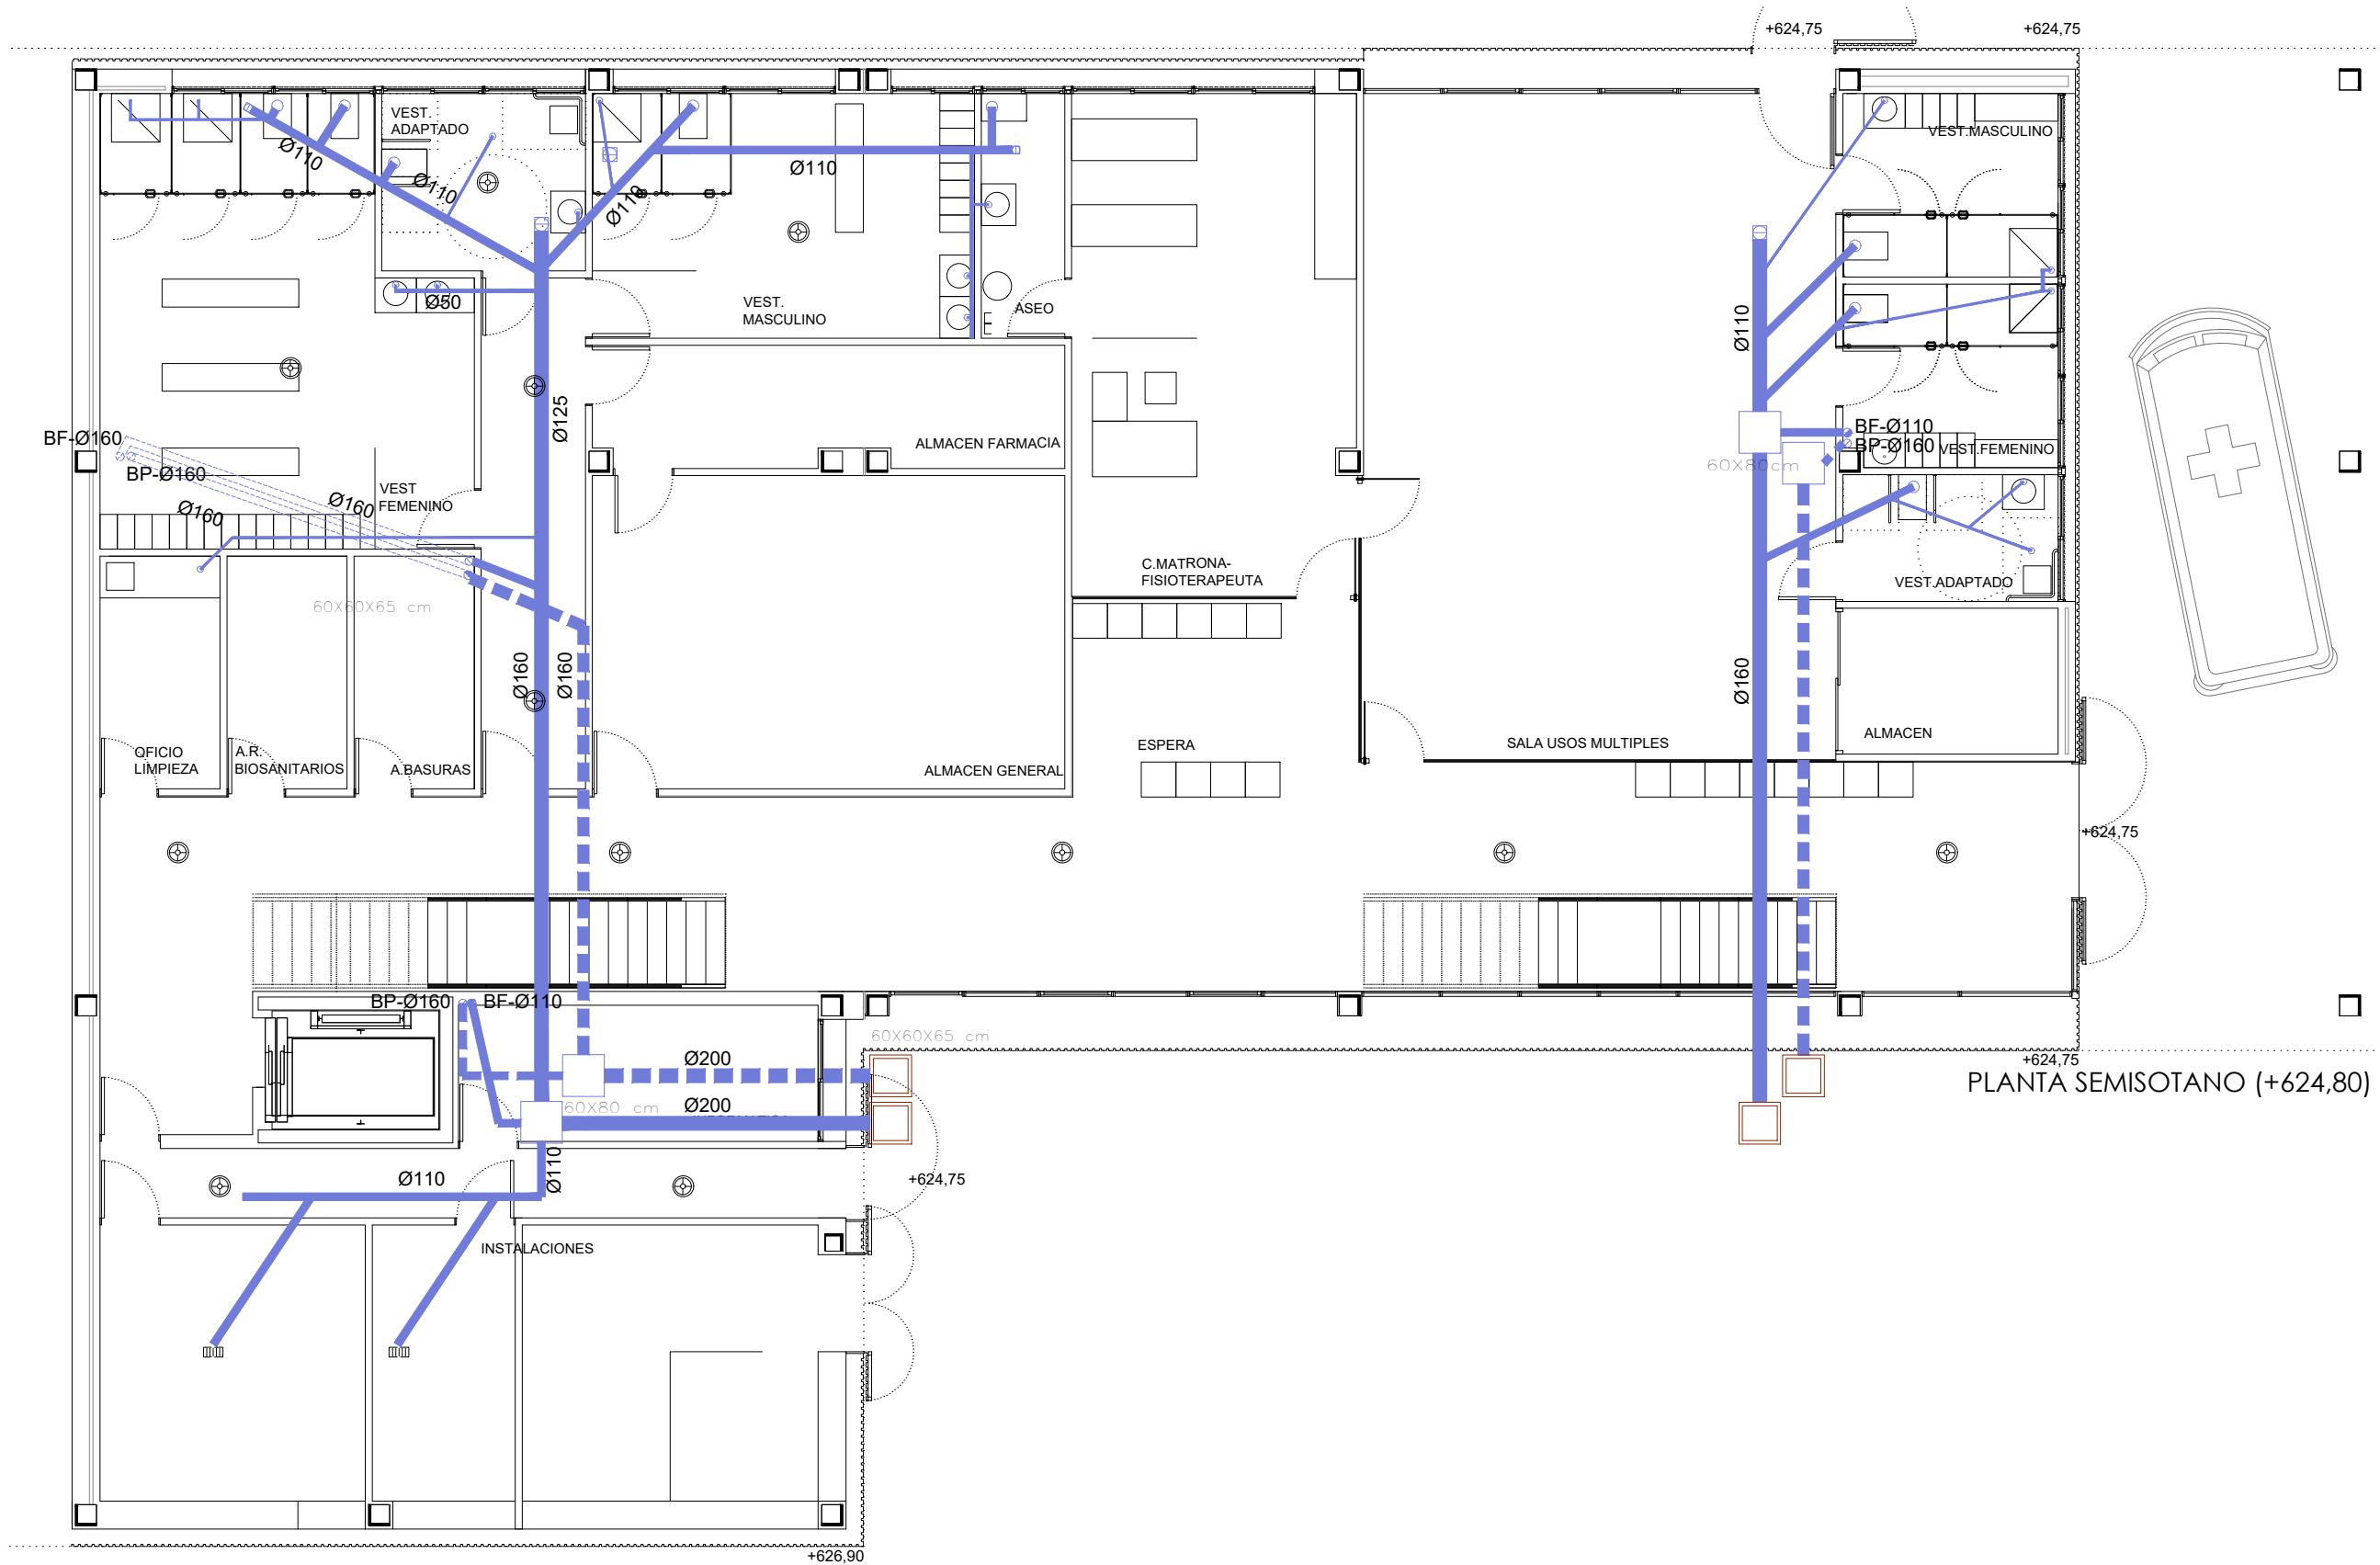 +624,75
+624,75
VEST.
ADAPTADO
VEST.MASCULINO
Ø110
Ø110
Ø110
Ø110
Ø50
VEST.
MASCULINO
ASEO
Ø110
Ø125
ALMACEN FARMACIA
BF-Ø160
BP-Ø160
BF-Ø110
BP-Ø160
VEST.FEMENINO
60X80cm
VEST
FEMENINO
Ø160
Ø160
C.MATRONA-
FISIOTERAPEUTA
VEST.ADAPTADO
60X60X65 cm
Ø160
Ø160
Ø160
OFICIO
LIMPIEZA
A.R.
BIOSANITARIOS
A.BASURAS
ALMACEN GENERAL
ESPERA
SALA USOS MULTIPLES
ALMACEN
+624,75
BP-Ø160
BF-Ø110
60X60X65 cm
Ø200
+624,75
PLANTA SEMISOTANO (+624,80)
60X80 cm
Ø200
Ø110
Ø110
+624,75
INSTALACIONES
+626,90